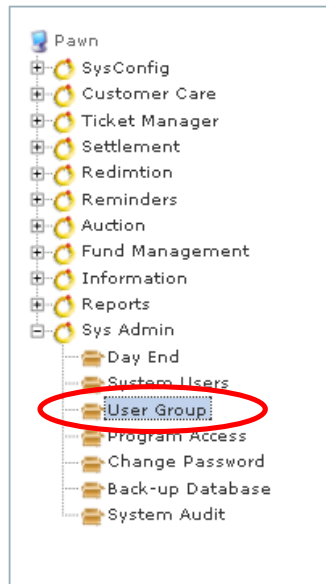 Pawn
SysConfig
Customer Care
Ticket Manager
Settlement
Redimtion
Reminders
Auction
Fund Management
Information
Reports
Sys Admin
Day End
System Users
User Group
Program Access
Change Password
Back-up Database
System Audit